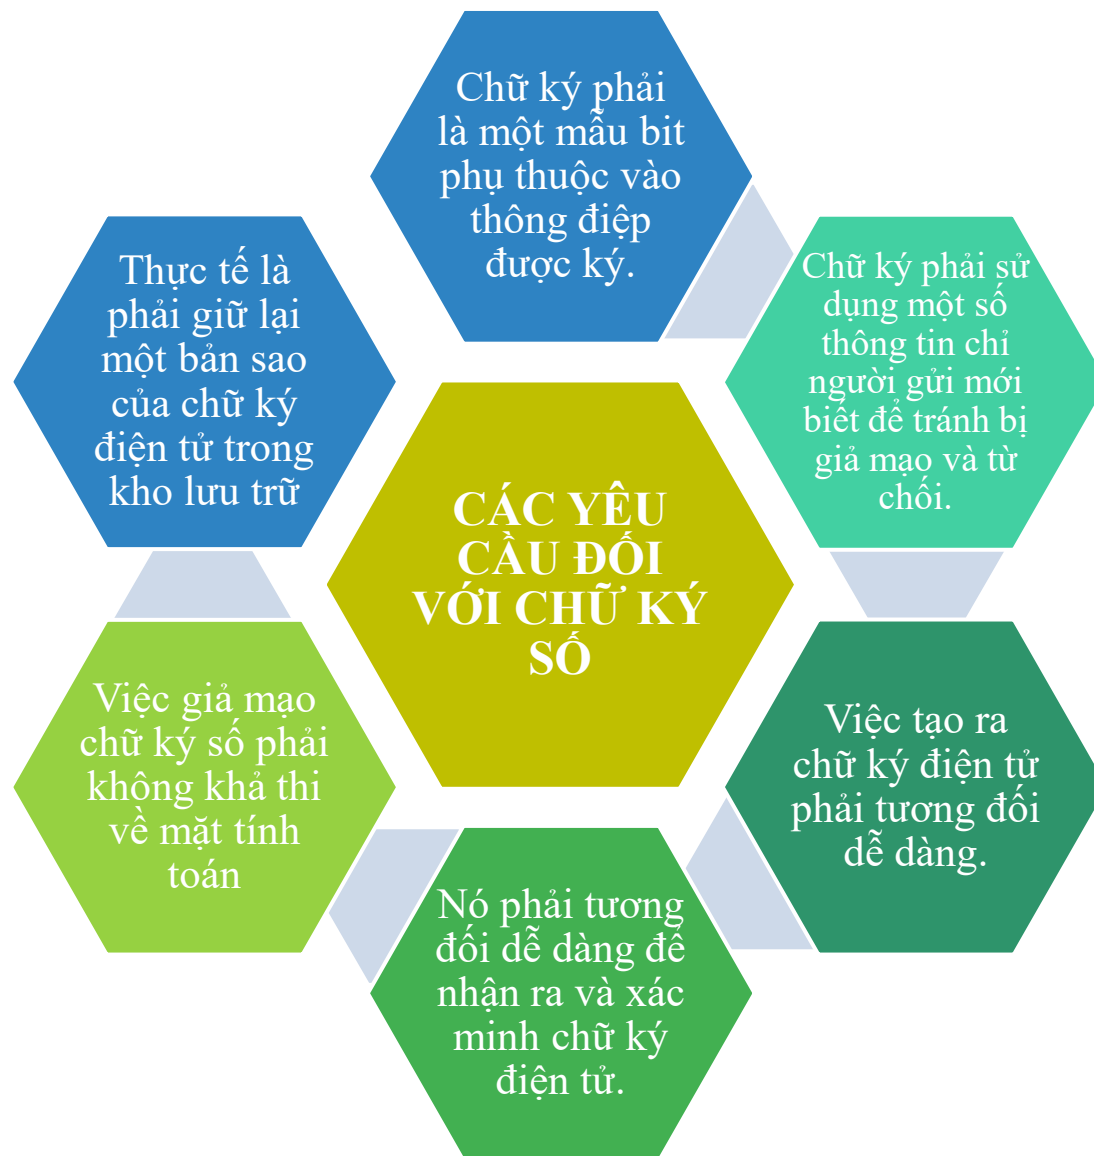 Chữ ký phải
là một mẫu bit
phụ thuộc vào
thông điệp
được ký.
Chữ ký phải sử
dụng một số
thông tin chỉ
người gửi mới
biết để tránh bị
giả mạo và từ
chối.
Việc tạo ra
chữ ký điện tử
phải tương đối
dễ dàng.
Nó phải tương
đối dễ dàng để
nhận ra và xác
minh chữ ký
điện tử.
Việc giả mạo
chữ ký số phải
không khả thi
về mặt tính
toán
Thực tế là
phải giữ lại
một bản sao
của chữ ký
điện tử trong
kho lưu trữ
CÁC YÊU
CẦU ĐỐI
VỚI CHỮ KÝ
SỐ